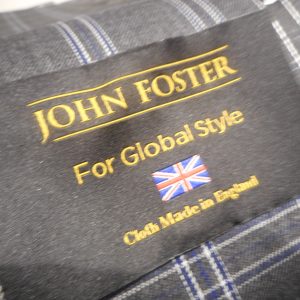 JOHN FOSTER
For Global Style
Cloth Made in England